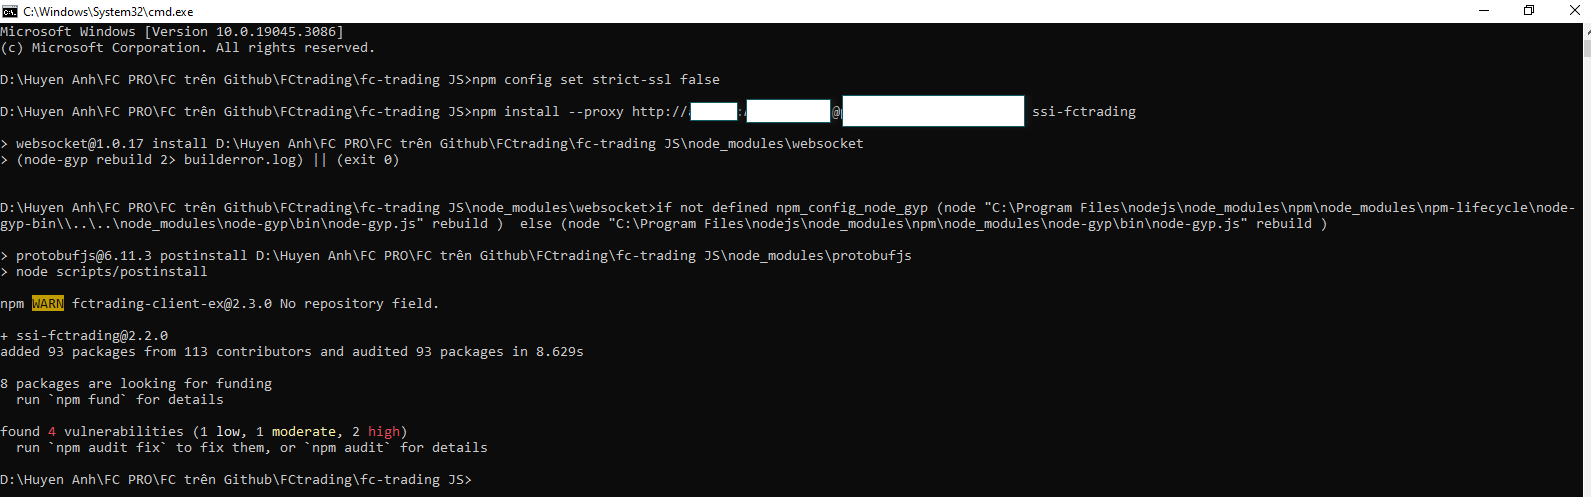 C:\Windows\System32\cmd.exe
Microsoft Windows [Version 10.0.19045.3086]
(c) Microsoft Corporation. All rights reserved.
D:\Huyen Anh\FC PRO\FC trên Github\FCtrading\fc-trading JS>npm config set strict-ssl false
D:\Huyen Anh\FC PRO\FC trên Github\FCtrading\fc-trading JS>npm install --proxy http:// : @ ssi-fctrading
> websocket@1.0.17 install D:\Huyen Anh\FC PRO\FC trên Github\FCtrading\fc-trading JS\node_modules\websocket
> (node-gyp rebuild 2> builderror.log) || (exit 0)
D:\Huyen Anh\FC PRO\FC trên Github\FCtrading\fc-trading JS\node_modules\websocket>if not defined npm_config_node_gyp (node "C:\Program Files\nodejs\node_modules\npm\node_modules\npm-lifecycle\node-
gyp-bin\\..\..\node_modules\node-gyp\bin\node-gyp.js" rebuild )  else (node "C:\Program Files\nodejs\node_modules\npm\node_modules\node-gyp\bin\node-gyp.js" rebuild )
> protobufjs@6.11.3 postinstall D:\Huyen Anh\FC PRO\FC trên Github\FCtrading\fc-trading JS\node_modules\protobufjs
> node scripts/postinstall
npm WARN fctrading-client-ex@2.3.0 No repository field.
+ ssi-fctrading@2.2.0
added 93 packages from 113 contributors and audited 93 packages in 8.629s
8 packages are looking for funding
  run `npm fund` for details
found 4 vulnerabilities (1 low, 1 moderate, 2 high)
  run `npm audit fix` to fix them, or `npm audit` for details
D:\Huyen Anh\FC PRO\FC trên Github\FCtrading\fc-trading JS>